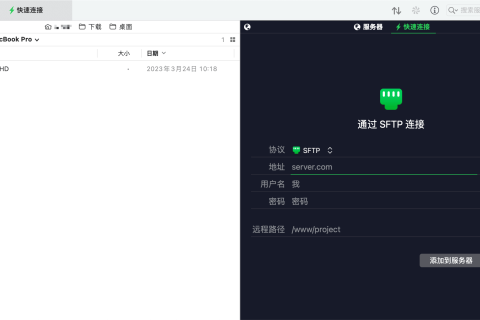 快速连接
下载 桌面
服务器 快速连接
搜索
cBook Pro
1
大小 日期
HD
2023年3月24日 10:18
通过 SFTP 连接
协议 SFTP
地址 server.com
用户名 我
密码 密码
远程路径 /www/project
添加到服务器